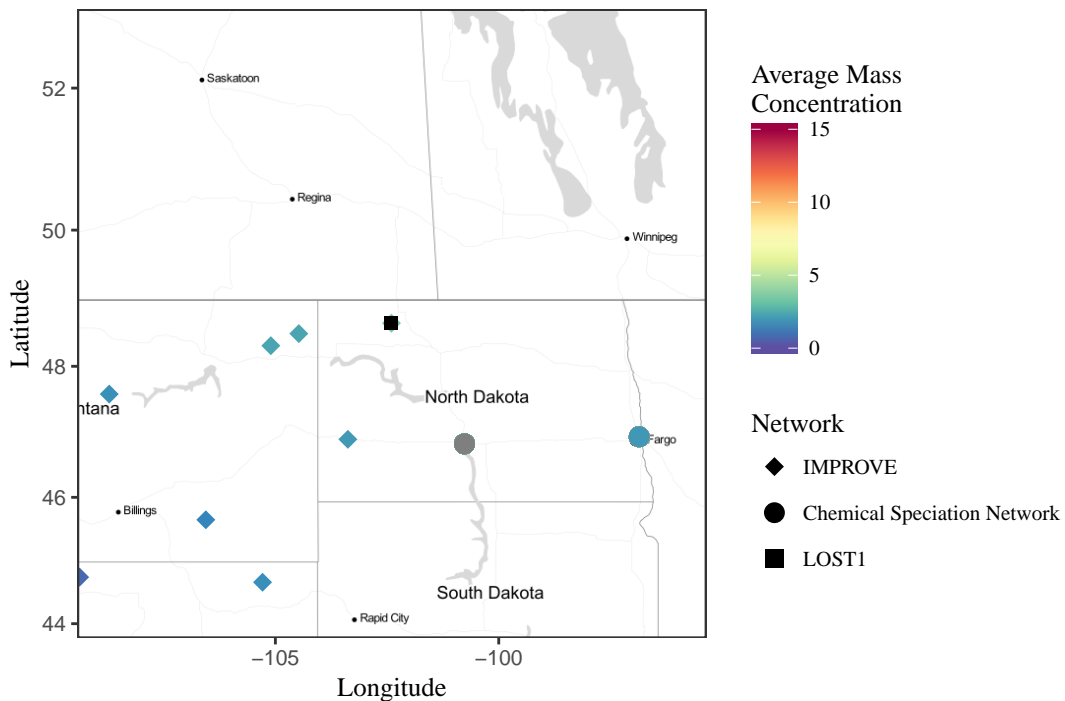 Saskatoon
Regina
Winnipeg
North Dakota
ntana
Fargo
Billings
South Dakota
Rapid City
52
50
48
46
44
−105
−100
Latitude
Longitude
Average Mass
Concentration
15
10
5
0
Network
IMPROVE
Chemical Speciation Network
LOST1